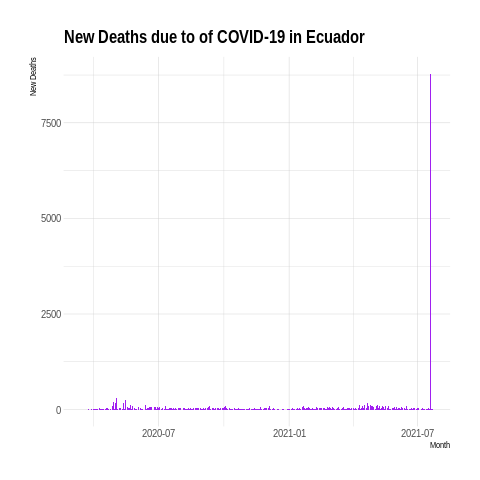 New Deaths due to of COVID-19 in Ecuador
New Deaths
7500
5000
2500
0
2020-07
2021-01
2021-07
Month